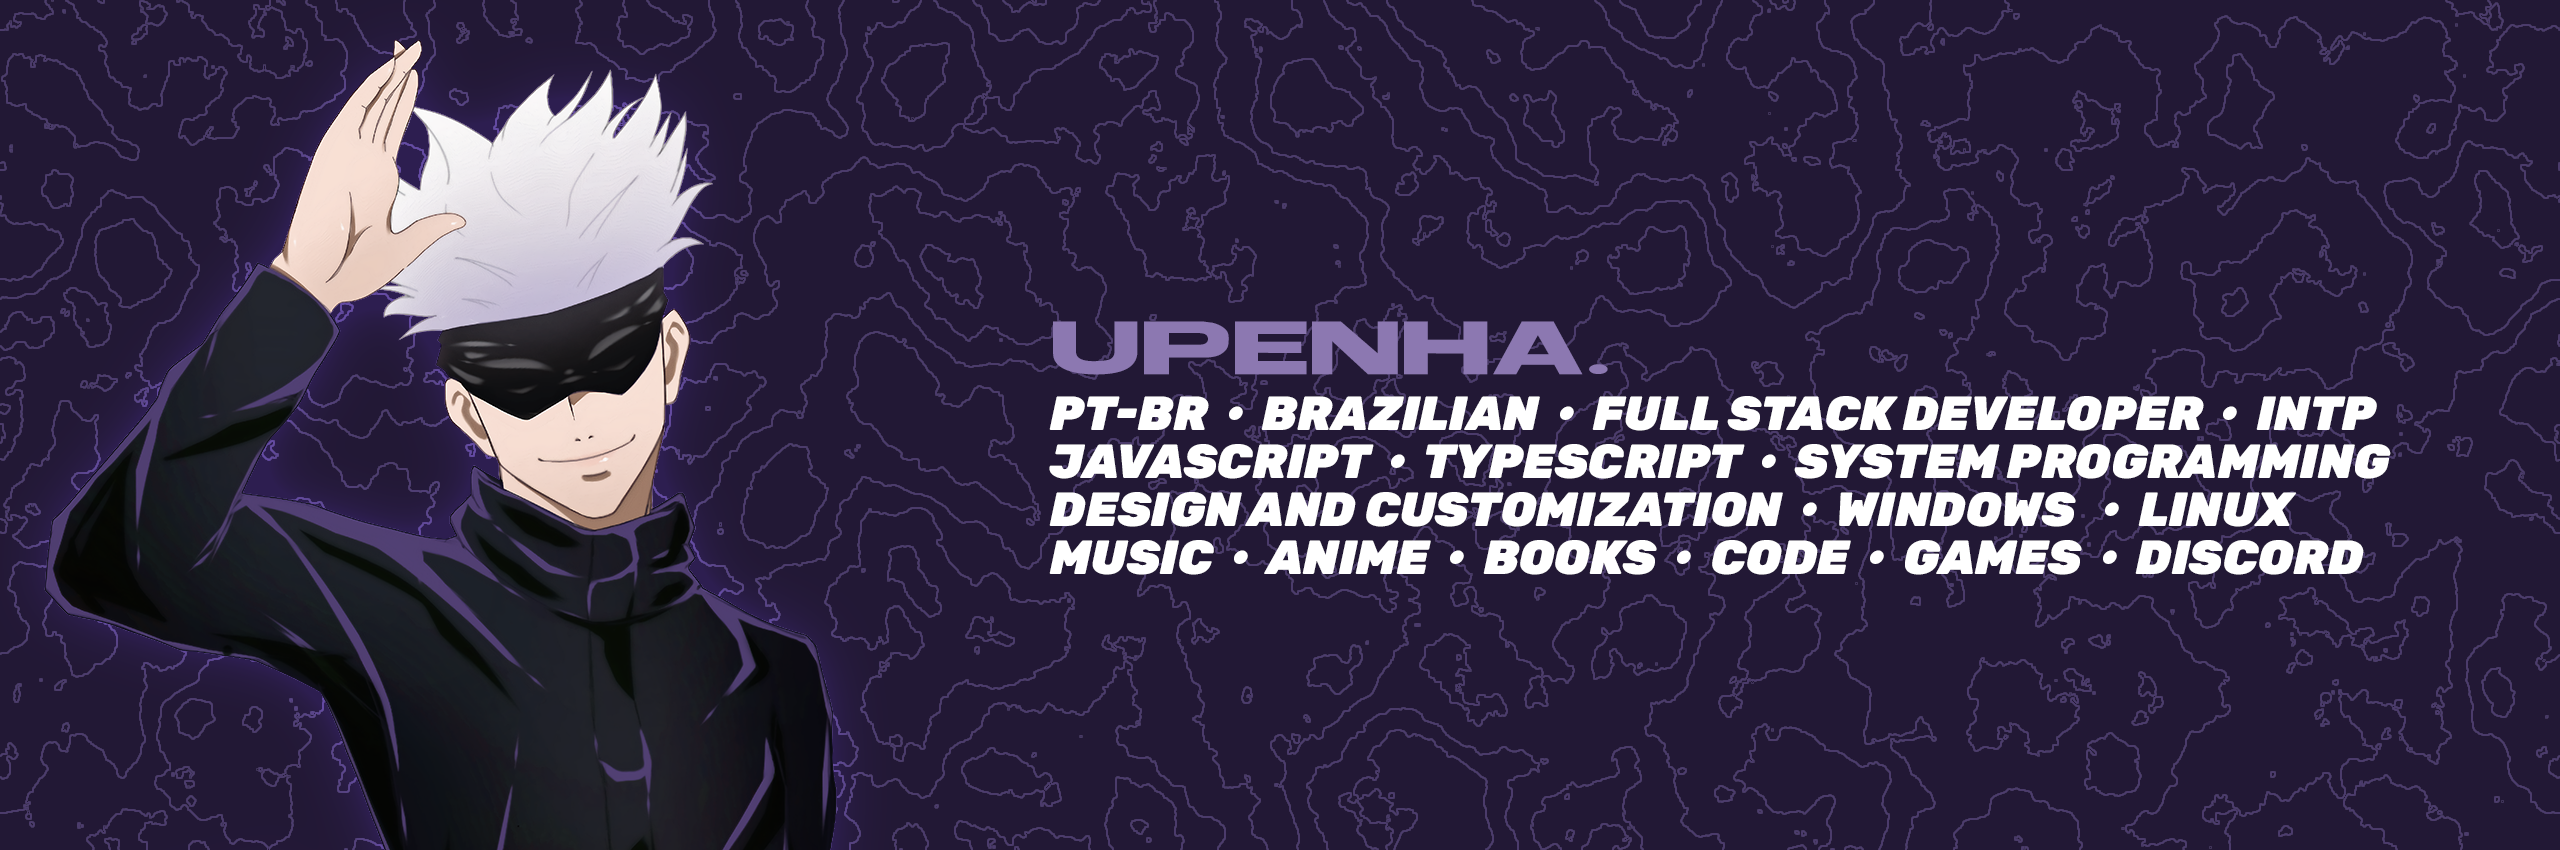 UPENHA.
PT-BR • BRAZILIAN • FULL STACK DEVELOPER • INTP
JAVASCRIPT • TYPESCRIPT • SYSTEM PROGRAMMING
DESIGN AND CUSTOMIZATION • WINDOWS • LINUX
MUSIC • ANIME • BOOKS • CODE • GAMES • DISCORD